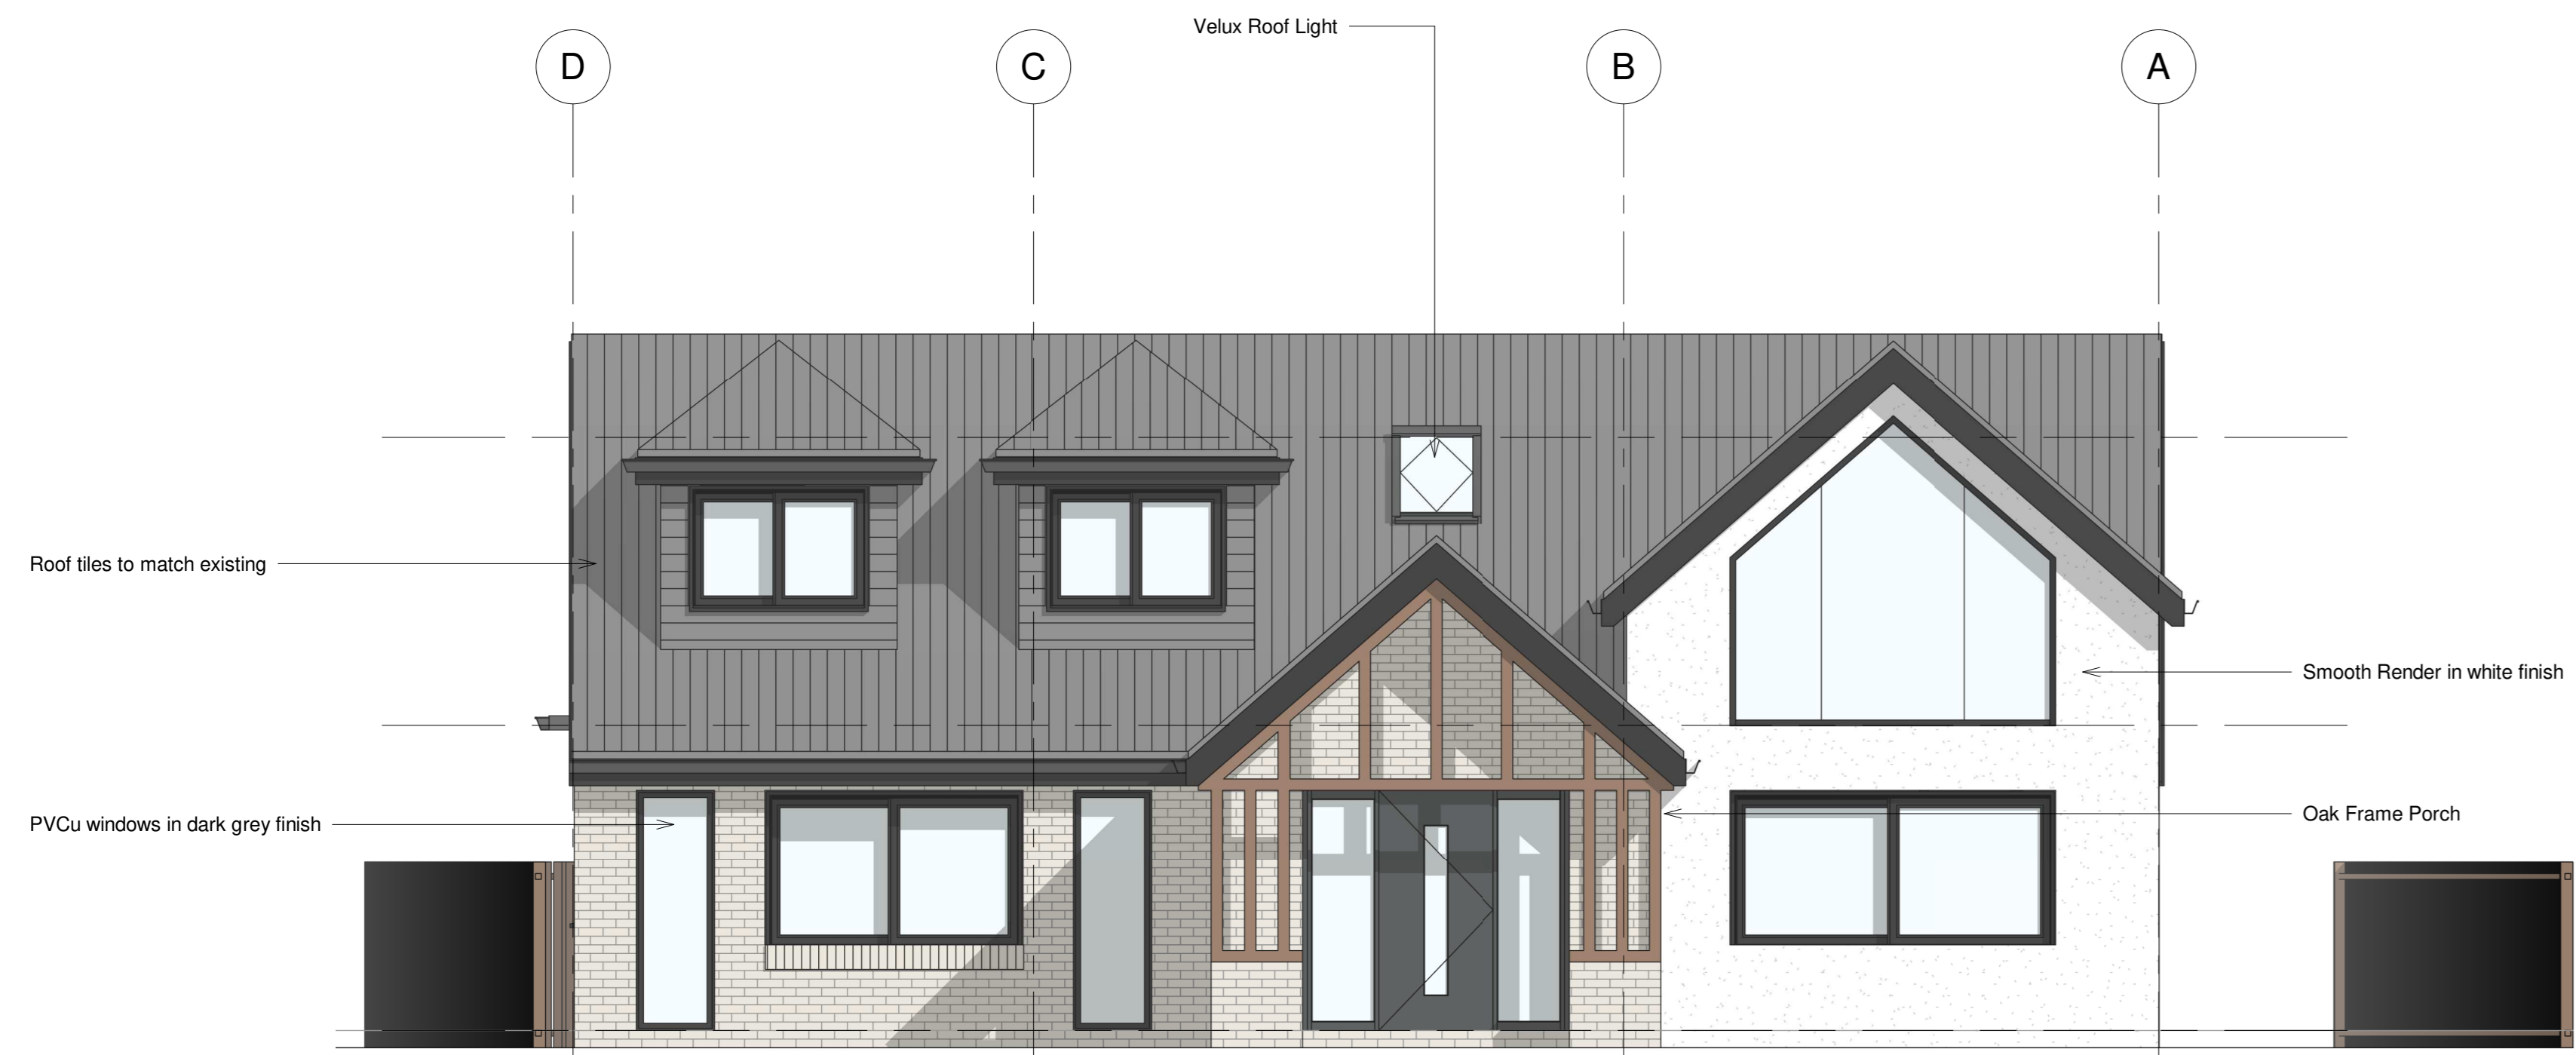 Velux Roof Light
D
C
B
A
Roof tiles to match existing
Smooth Render in white finish
Oak Frame Porch
PVCu windows in dark grey finish